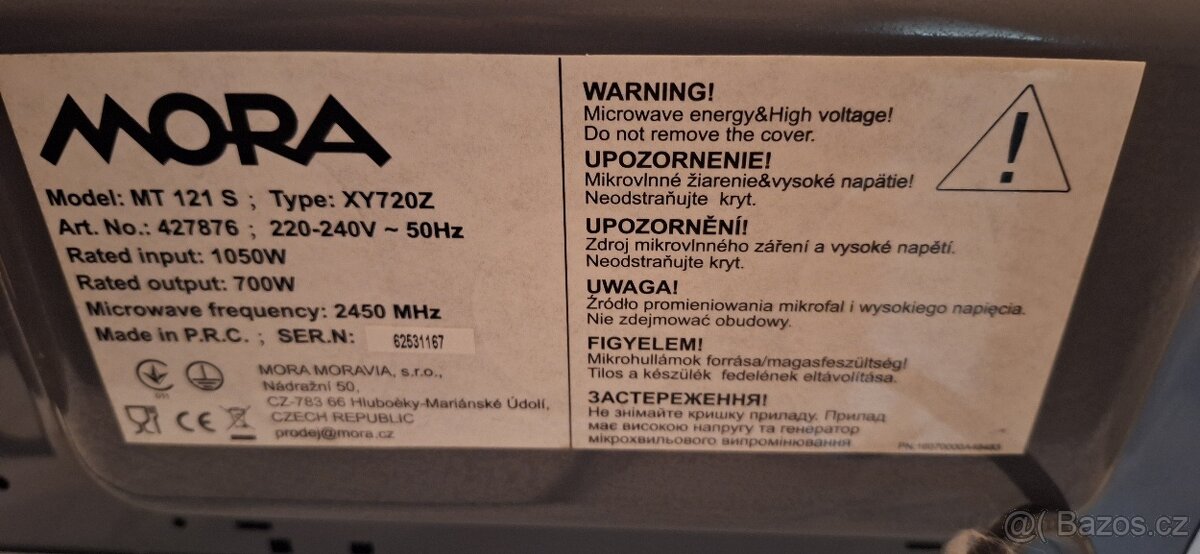 MORA
Model: MT 121 S ; Type: XY720Z
Art. No.: 427876 ; 220-240V ~ 50Hz
Rated input: 1050W
Rated output: 700W
Microwave frequency: 2450 MHz
Made in P.R.C. ; SER.N: 62531167
MORA MORAVIA, s.r.o.,
Nádražní 50,
CZ-783 66 Hluboéky-Mariánské Údolí,
CZECH REPUBLIC
prodej@mora.cz
CE
WARNING!
Microwave energy&High voltage!
Do not remove the cover.
UPOZORNENIE!
Mikrovlnné žiarenie&vysoké napätie!
Neodstraňujte kryt.
UPOZORNĚNÍ!
Zdroj mikrovlnného záření a vysoké napětí.
Neodstraňujte kryt.
UWAGA!
Źródło promieniowania mikrofal i wysokiego napięcia.
Nie zdejmować obudowy.
FIGYELEM!
Mikrohullámok forrása/magasfeszültség!
Tilos a készülék fedelének eltávolítása.
ЗАСТЕРЕЖЕННЯ!
Не знімайте кришку приладу. Прилад
має високою напругу та генератор
мікрохвильового випромінювання
@( Bazos.cz